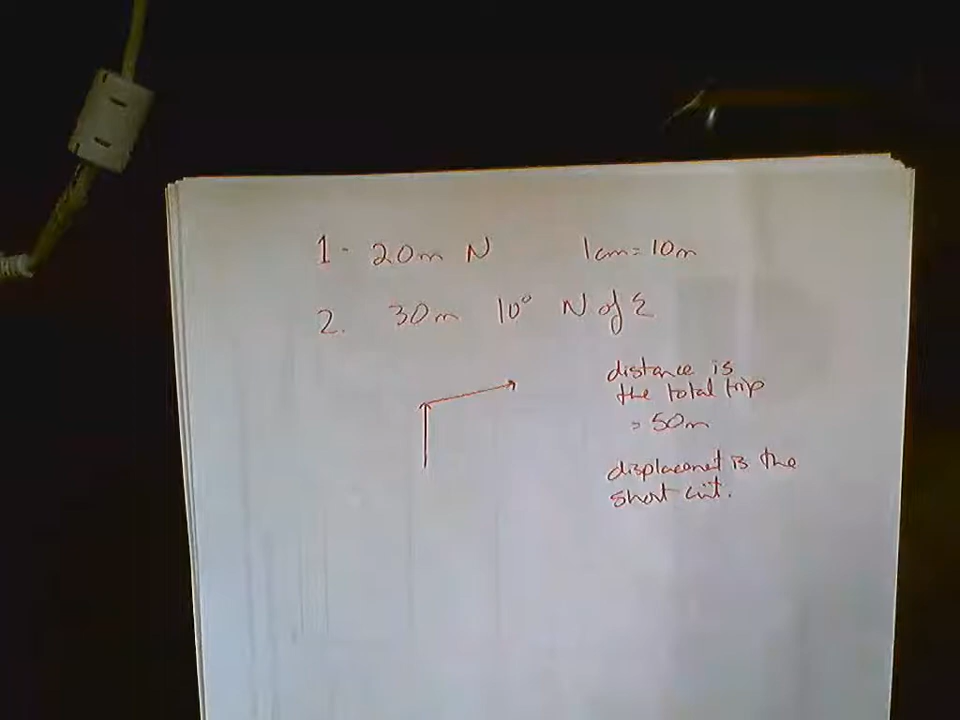 1- 20m N 1cm=10m
2. 30m 10° N of E
distance is
the total trip
= 50m
displacement is the
short cut.